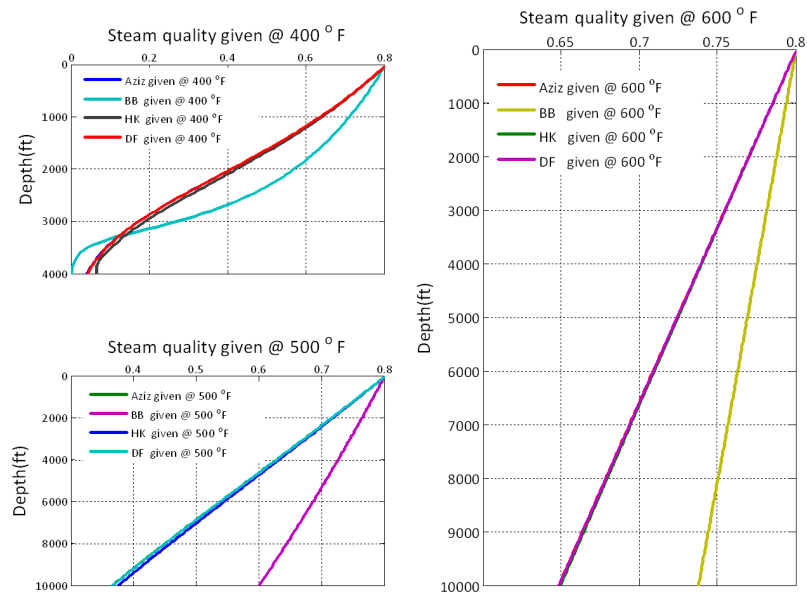 Steam quality given @ 400 ° F
0 0.2 0.4 0.6 0.8
0
1000
2000
3000
4000
Depth(ft)
Aziz given @ 400 °F
BB given @ 400 °F
HK given @ 400 °F
DF given @ 400 °F
Steam quality given @ 500 ° F
0.4 0.5 0.6 0.7 0.8
0
2000
4000
6000
8000
10000
Depth(ft)
Aziz given @ 500 °F
BB given @ 500 °F
HK given @ 500 °F
DF given @ 500 °F
Steam quality given @ 600 ° F
0.65 0.7 0.75 0.8
0
1000
2000
3000
4000
5000
6000
7000
8000
9000
10000
Depth(ft)
Aziz given @ 600 °F
BB given @ 600 °F
HK given @ 600 °F
DF given @ 600 °F